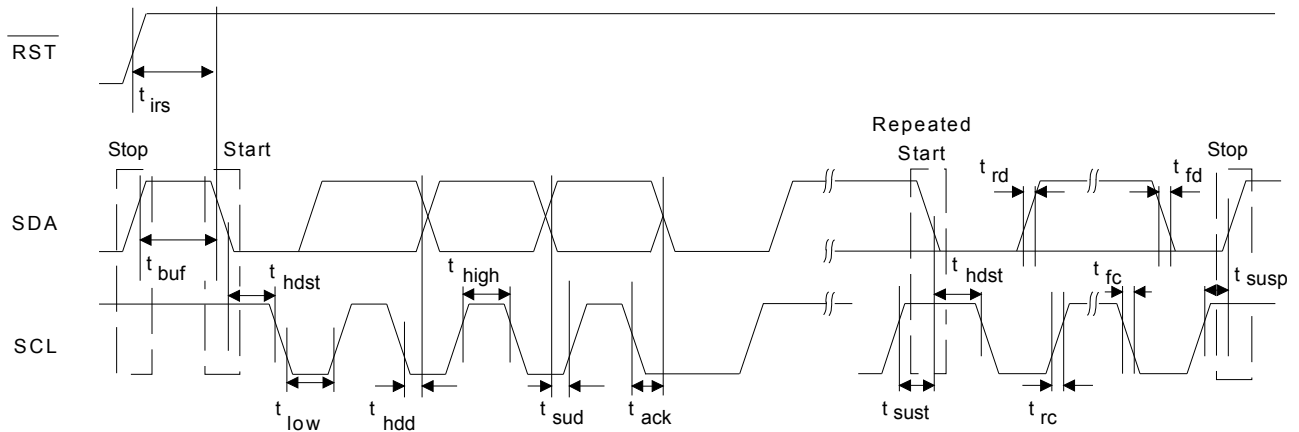 RST
t irs
Repeated
Stop
Start
Start
Stop
t rd
t fd
SDA
t buf
t hdst
t high
t hdst
t fc
t susp
SCL
t low
t hdd
t sud
t ack
t sust
t rc